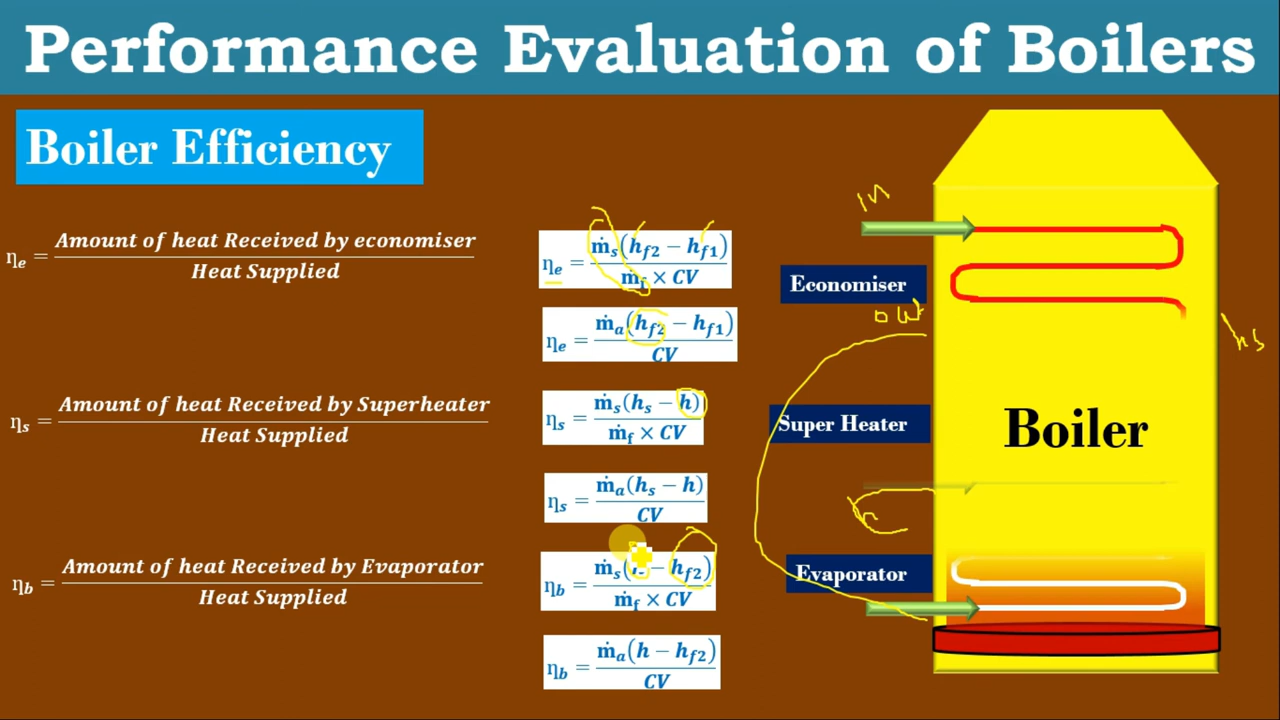 Performance Evaluation of Boilers
Boiler Efficiency
ηe = Amount of heat Received by economiser / Heat Supplied
ηe = ṁs(hf2 − hf1) / ṁf × CV
ηe = ṁa(hf2 − hf1) / CV
ηs = Amount of heat Received by Superheater / Heat Supplied
ηs = ṁs(hs − h) / ṁf × CV
ηs = ṁa(hs − h) / CV
ηb = Amount of heat Received by Evaporator / Heat Supplied
ηb = ṁs(h − hf2) / ṁf × CV
ηb = ṁa(h − hf2) / CV
in
Economiser
out
hs
Super Heater
Boiler
Evaporator